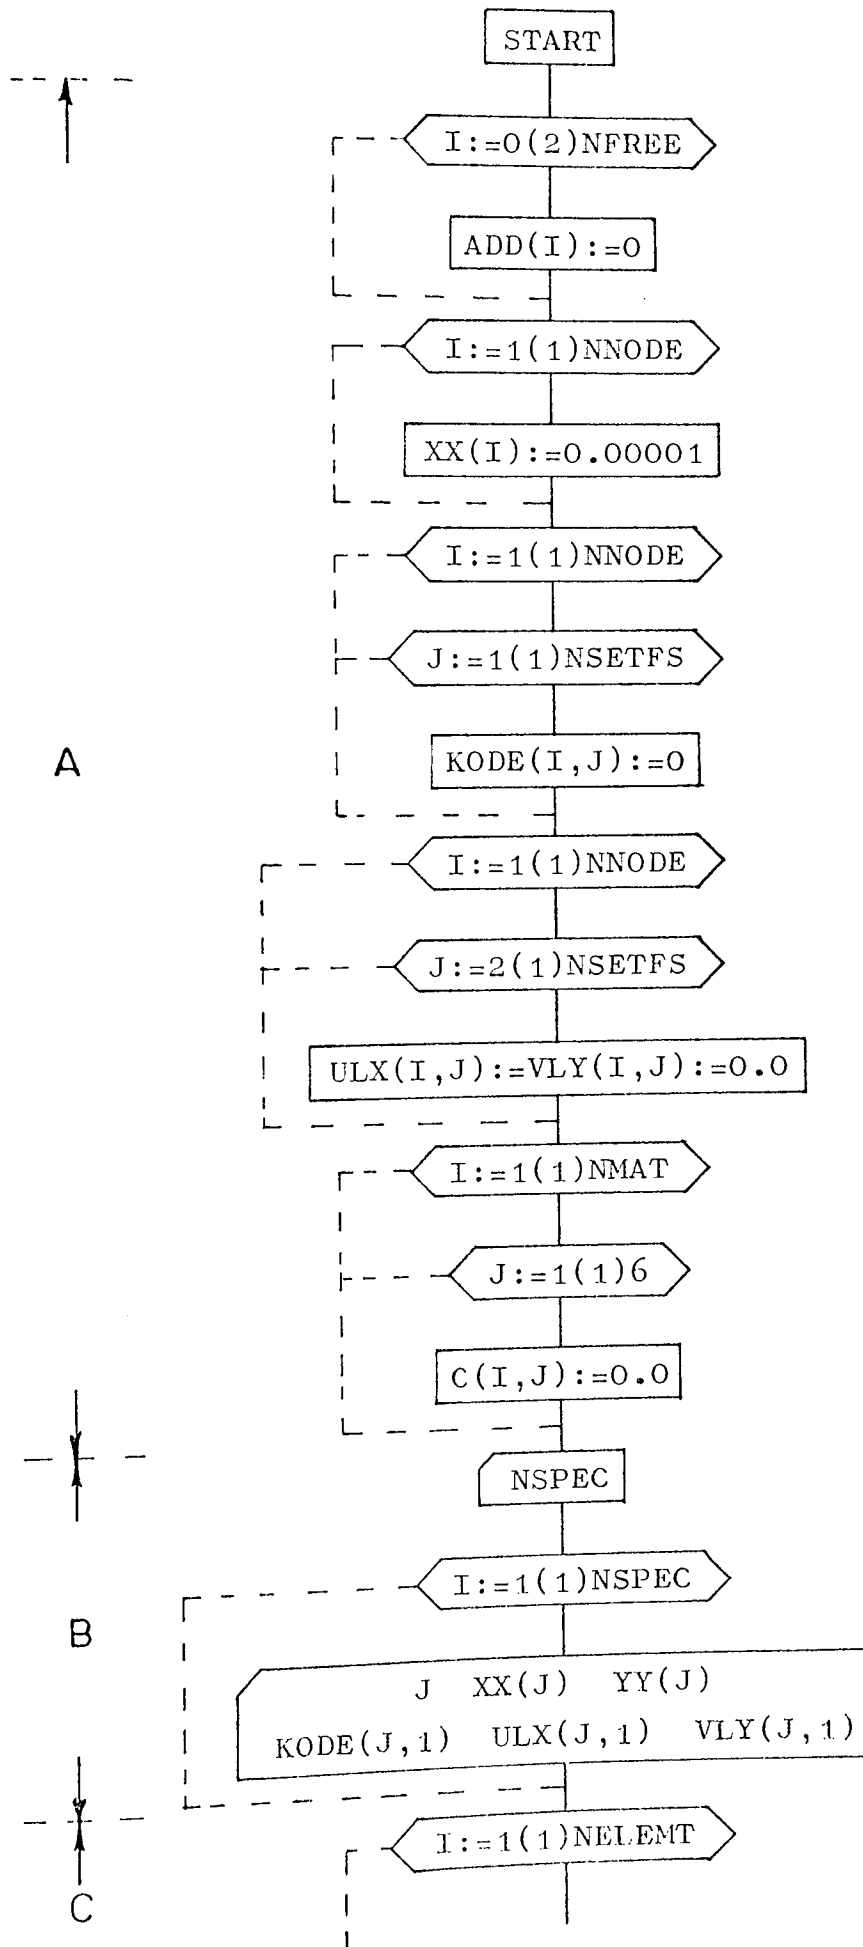 START
I:=0(2)NFREE
ADD(I):=0
I:=1(1)NNODE
XX(I):=0.00001
I:=1(1)NNODE
J:=1(1)NSETFS
KODE(I,J):=0
A
I:=1(1)NNODE
J:=2(1)NSETFS
ULX(I,J):=VLY(I,J):=0.0
I:=1(1)NMAT
J:=1(1)6
C(I,J):=0.0
NSPEC
I:=1(1)NSPEC
B
J XX(J) YY(J)
KODE(J,1) ULX(J,1) VLY(J,1)
I:=1(1)NELEMT
C